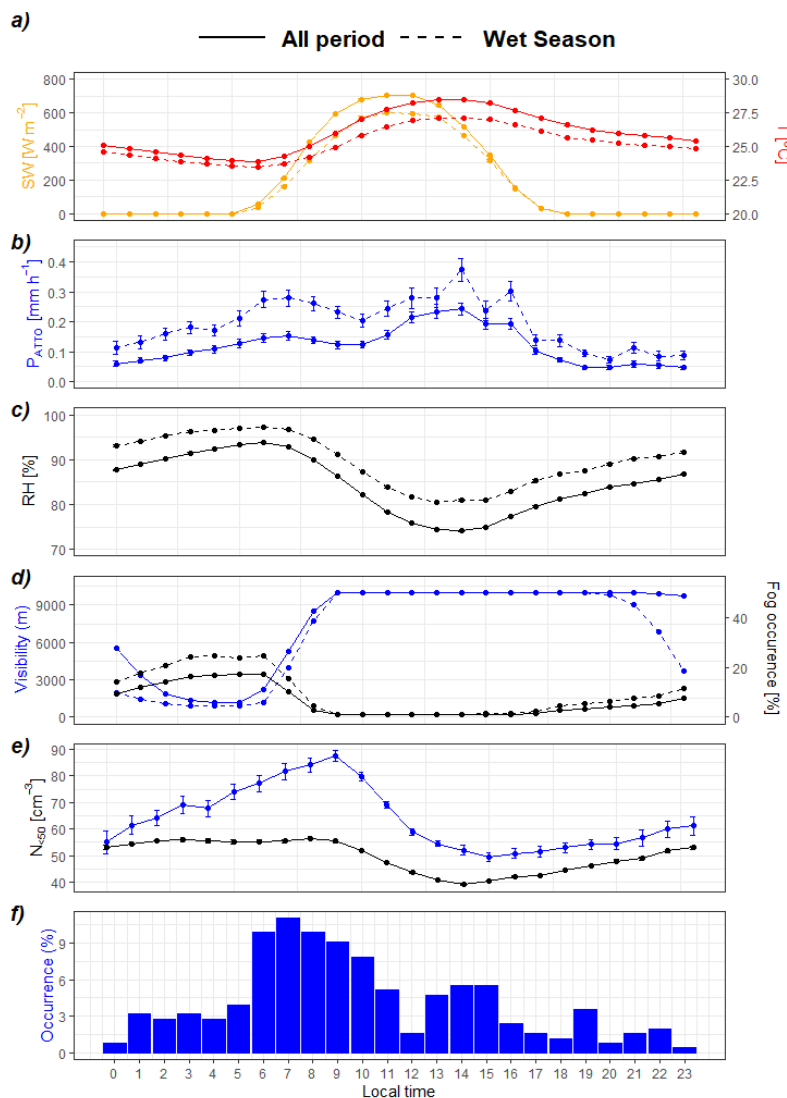 a)
All period Wet Season
800 600 400 200 0
SW [W m⁻²]
30.0 27.5 25.0 22.5 20.0
T [°C]
b)
0.4 0.3 0.2 0.1 0.0
P_ATTO [mm h⁻¹]
c)
100 90 80 70
RH [%]
d)
9000 6000 3000 0
Visibility (m)
40 20 0
Fog occurence [%]
e)
90 80 70 60 50 40
N_<50 [cm⁻³]
f)
9 6 3 0
Occurrence (%)
0 1 2 3 4 5 6 7 8 9 10 11 12 13 14 15 16 17 18 19 20 21 22 23
Local time